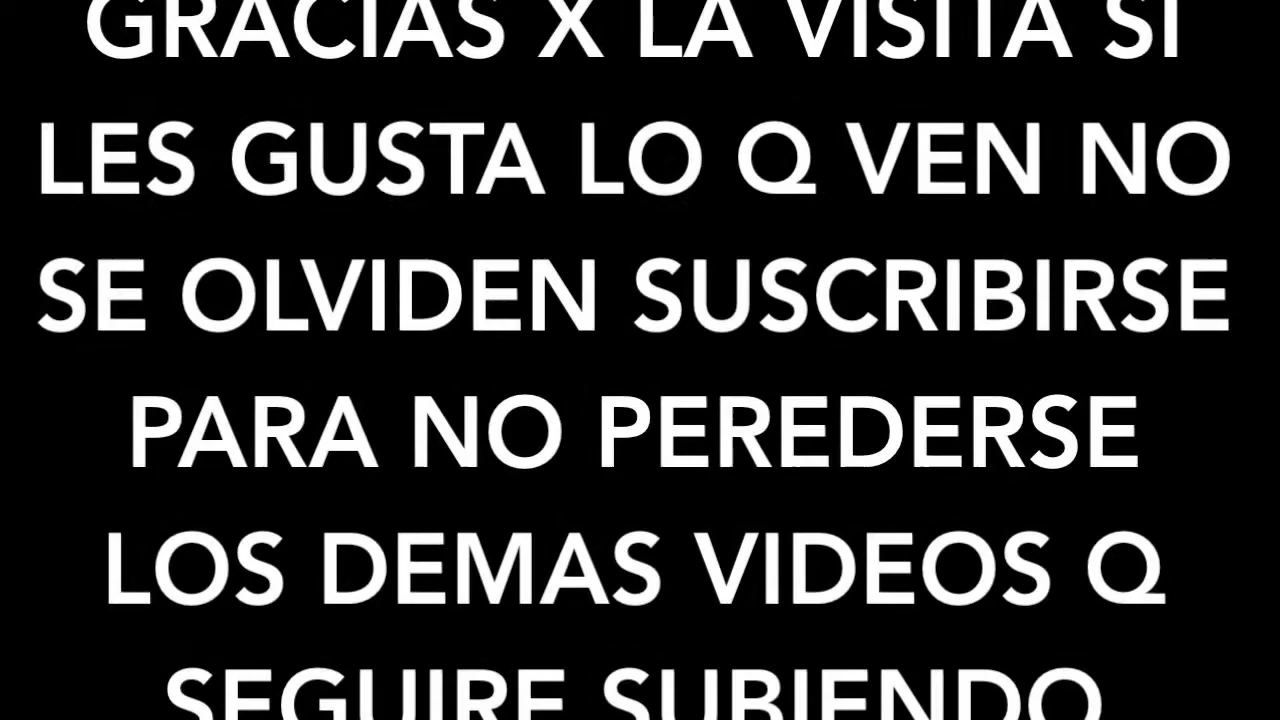 GRACIAS X LA VISITA SI
LES GUSTA LO Q VEN NO
SE OLVIDEN SUSCRIBIRSE
PARA NO PEREDERSE
LOS DEMAS VIDEOS Q
SEGUIRE SUBIENDO